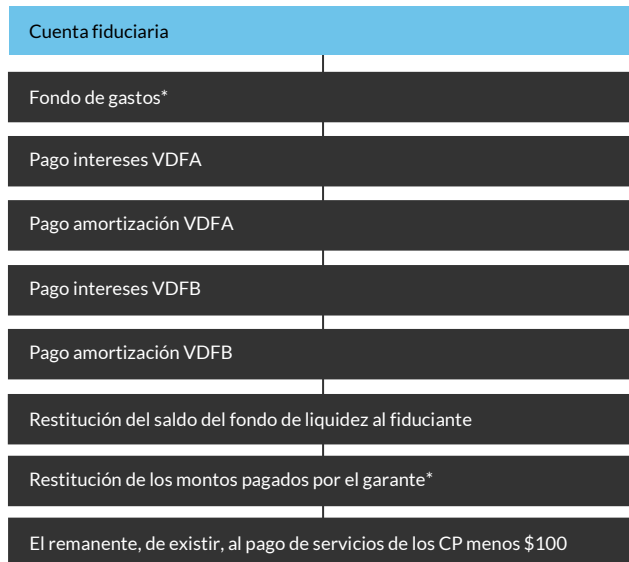 Cuenta fiduciaria
Fondo de gastos*
Pago intereses VDFA
Pago amortización VDFA
Pago intereses VDFB
Pago amortización VDFB
Restitución del saldo del fondo de liquidez al fiduciante
Restitución de los montos pagados por el garante*
El remanente, de existir, al pago de servicios de los CP menos $100